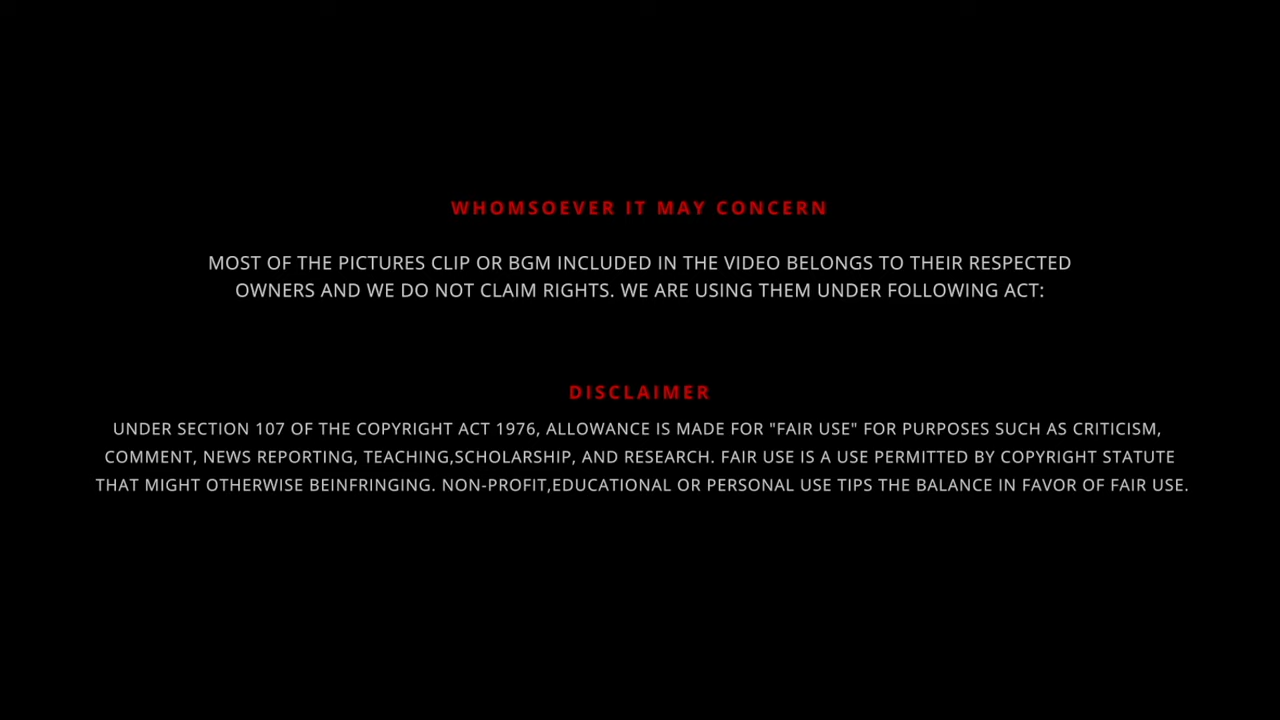 WHOMSOEVER IT MAY CONCERN
MOST OF THE PICTURES CLIP OR BGM INCLUDED IN THE VIDEO BELONGS TO THEIR RESPECTED
OWNERS AND WE DO NOT CLAIM RIGHTS. WE ARE USING THEM UNDER FOLLOWING ACT:
DISCLAIMER
UNDER SECTION 107 OF THE COPYRIGHT ACT 1976, ALLOWANCE IS MADE FOR "FAIR USE" FOR PURPOSES SUCH AS CRITICISM,
COMMENT, NEWS REPORTING, TEACHING,SCHOLARSHIP, AND RESEARCH. FAIR USE IS A USE PERMITTED BY COPYRIGHT STATUTE
THAT MIGHT OTHERWISE BEINFRINGING. NON-PROFIT,EDUCATIONAL OR PERSONAL USE TIPS THE BALANCE IN FAVOR OF FAIR USE.